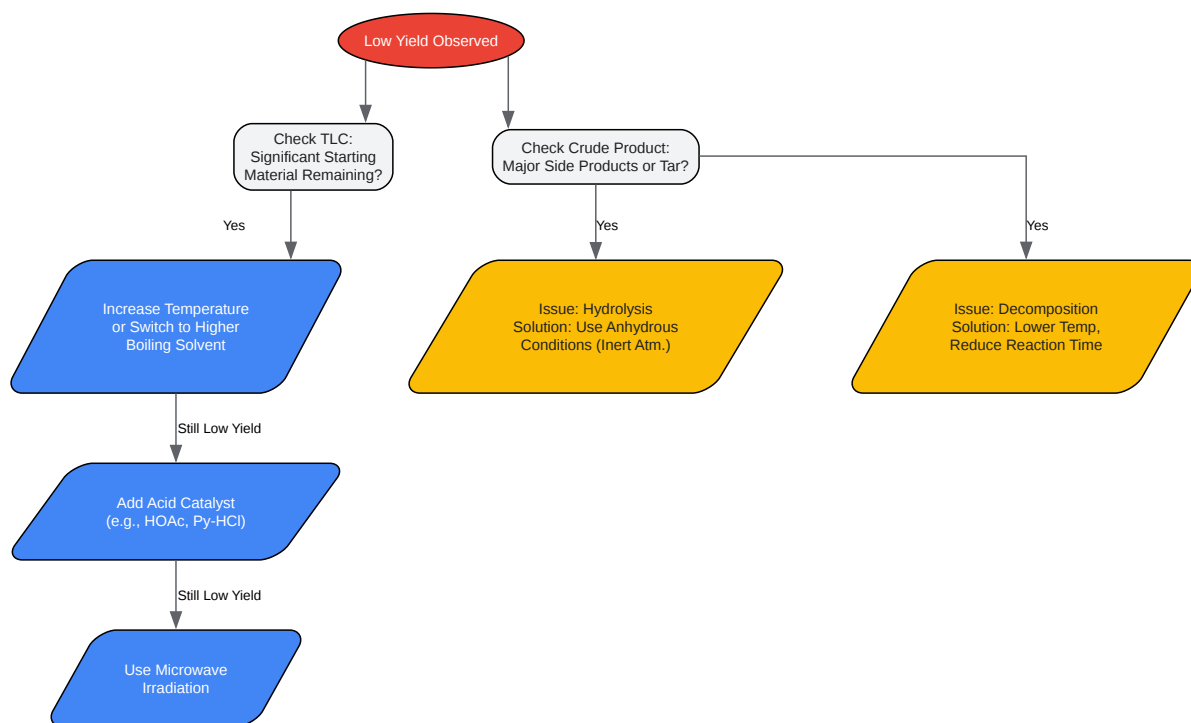 Low Yield Observed
Check TLC:
Significant Starting
Material Remaining?
Check Crude Product:
Major Side Products or Tar?
Yes
Yes
Yes
Increase Temperature
or Switch to Higher
Boiling Solvent
Issue: Hydrolysis
Solution: Use Anhydrous
Conditions (Inert Atm.)
Issue: Decomposition
Solution: Lower Temp,
Reduce Reaction Time
Still Low Yield
Add Acid Catalyst
(e.g., HOAc, Py-HCl)
Still Low Yield
Use Microwave
Irradiation